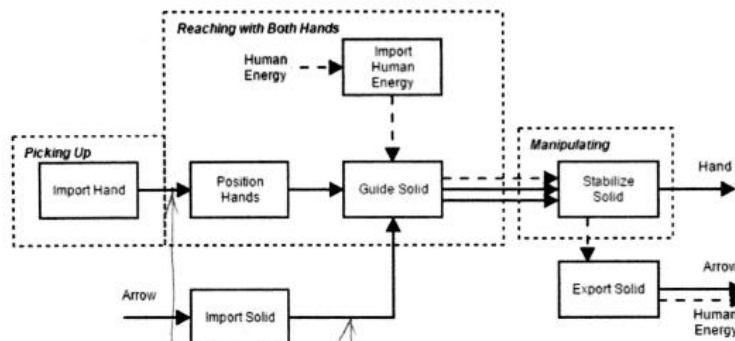 Reaching with Both Hands
Human
Energy
Import
Human
Energy
Picking Up
Manipulating
Import Hand
Position
Hands
Guide Solid
Stabilize
Solid
Hand
Arrow
Import Solid
Export Solid
Arrow
Human
Energy